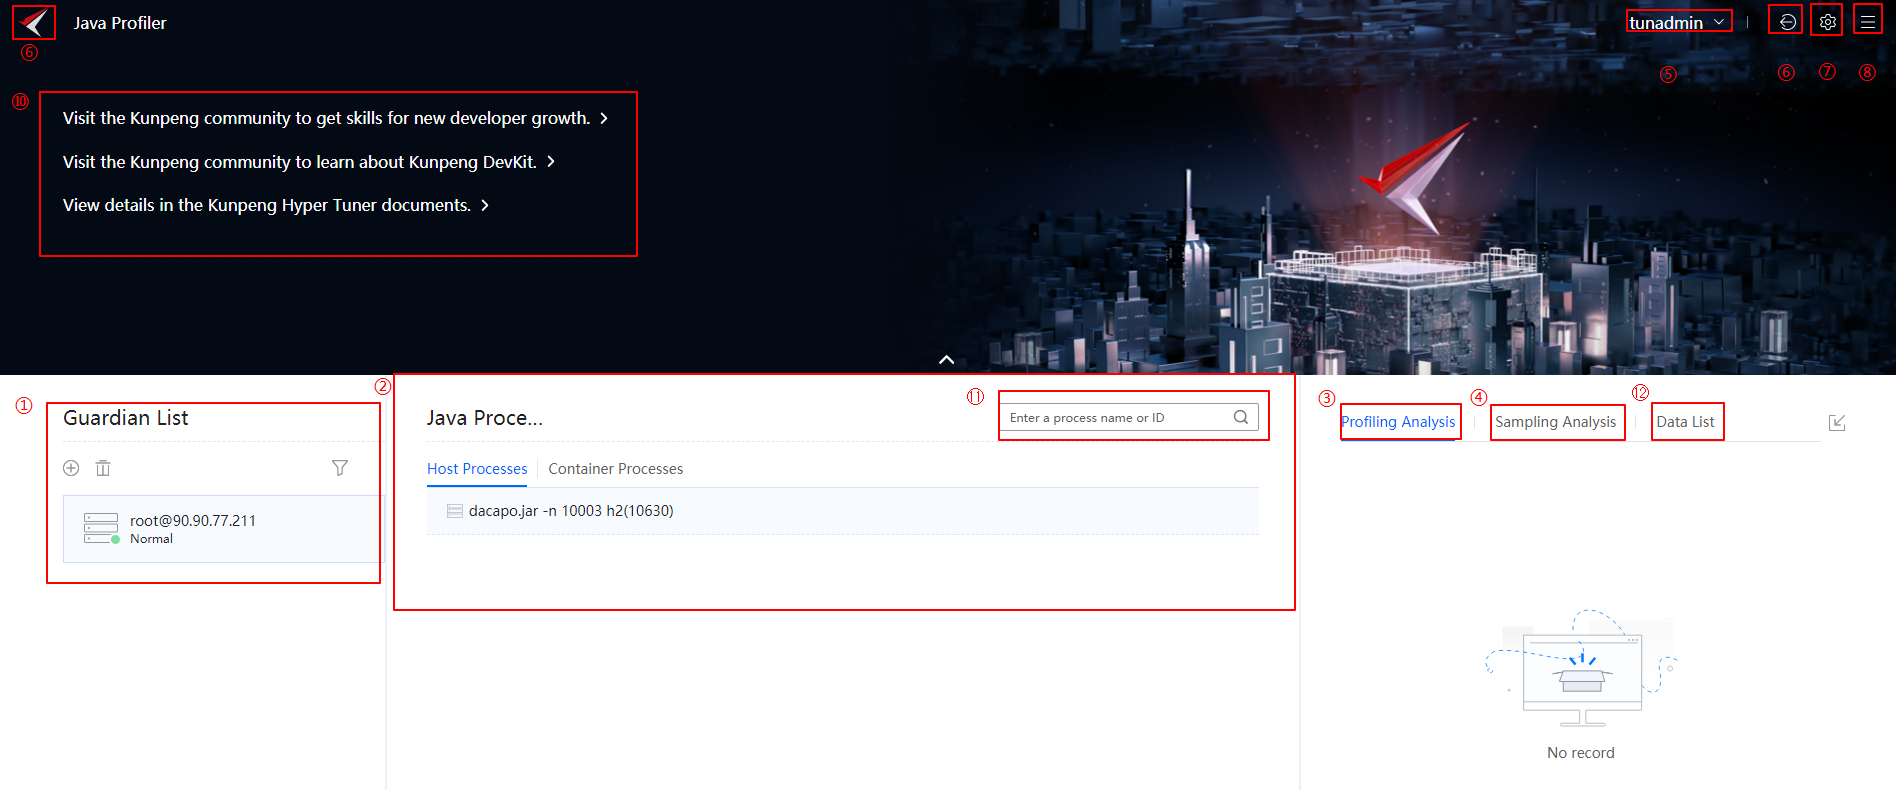 Java Profiler
tunadmin
⑥
⑤
⑥
⑦
⑧
⑩
Visit the Kunpeng community to get skills for new developer growth.
Visit the Kunpeng community to learn about Kunpeng DevKit.
View details in the Kunpeng Hyper Tuner documents.
①
Guardian List
root@90.90.77.211
Normal
②
Java Proce...
⑪
Enter a process name or ID
Host Processes
Container Processes
dacapo.jar -n 10003 h2(10630)
③
Profiling Analysis
④
Sampling Analysis
⑫
Data List
No record